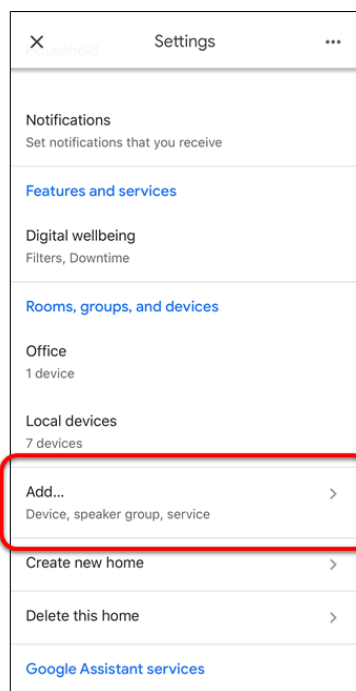 Settings
Household
Notifications
Set notifications that you receive
Features and services
Digital wellbeing
Filters, Downtime
Rooms, groups, and devices
Office
1 device
Local devices
7 devices
Add...
Device, speaker group, service
Create new home
Delete this home
Google Assistant services